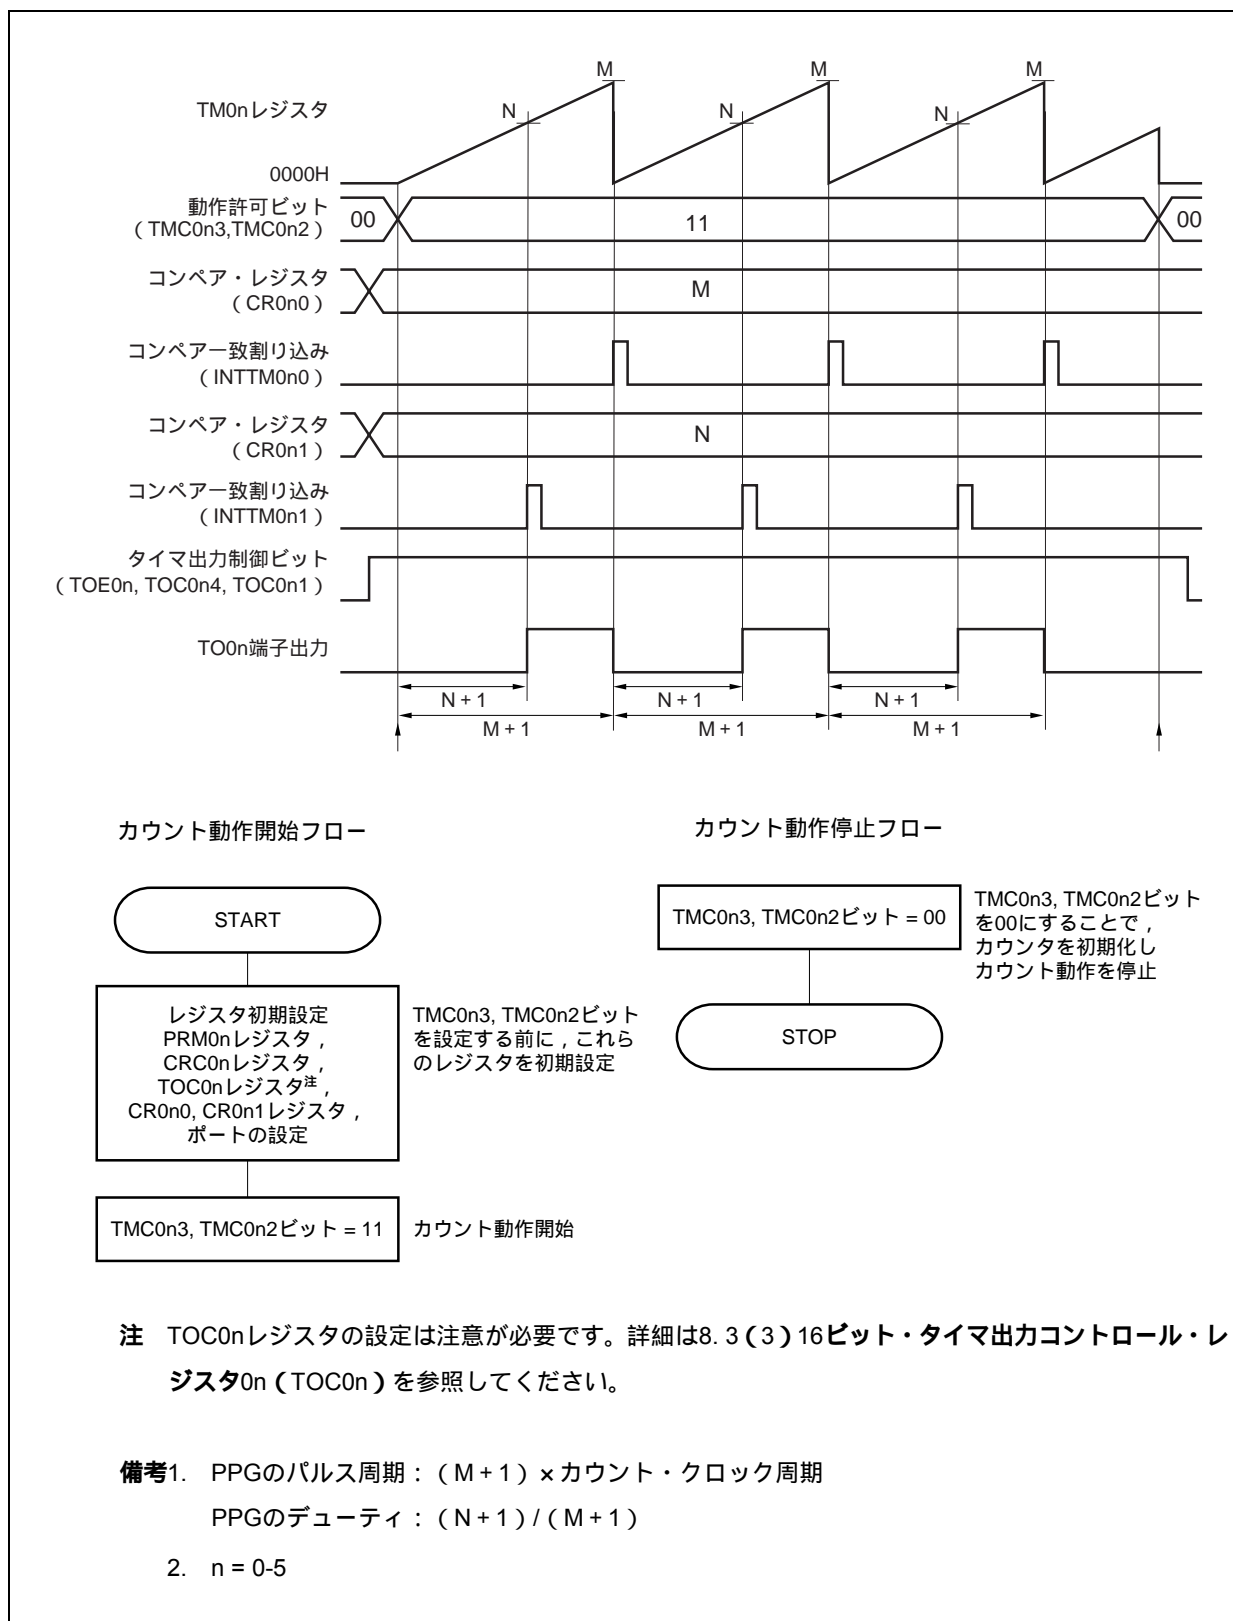 M M M
TM0nレジスタ N N N
0000H
動作許可ビット
（TMC0n3,TMC0n2） 00 11 00
コンペア・レジスタ
（CR0n0） M
コンペア一致割り込み
（INTTM0n0）
コンペア・レジスタ
（CR0n1） N
コンペア一致割り込み
（INTTM0n1）
タイマ出力制御ビット
（TOE0n, TOC0n4, TOC0n1）
TO0n端子出力
N + 1 N + 1 N + 1
M + 1 M + 1 M + 1
カウント動作開始フロー
START
レジスタ初期設定
PRM0nレジスタ，
CRC0nレジスタ，
TOC0nレジスタ注，
CR0n0, CR0n1レジスタ，
ポートの設定
TMC0n3, TMC0n2ビット
を設定する前に，これら
のレジスタを初期設定
TMC0n3, TMC0n2ビット = 11 カウント動作開始
カウント動作停止フロー
TMC0n3, TMC0n2ビット = 00
TMC0n3, TMC0n2ビット
を00にすることで，
カウンタを初期化し
カウント動作を停止
STOP
注 TOC0nレジスタの設定は注意が必要です。詳細は8. 3（3）16ビット・タイマ出力コントロール・レ
ジスタ0n（TOC0n）を参照してください。
備考1. PPGのパルス周期：（M + 1）×カウント・クロック周期
PPGのデューティ：（N + 1）/（M + 1）
2. n = 0-5